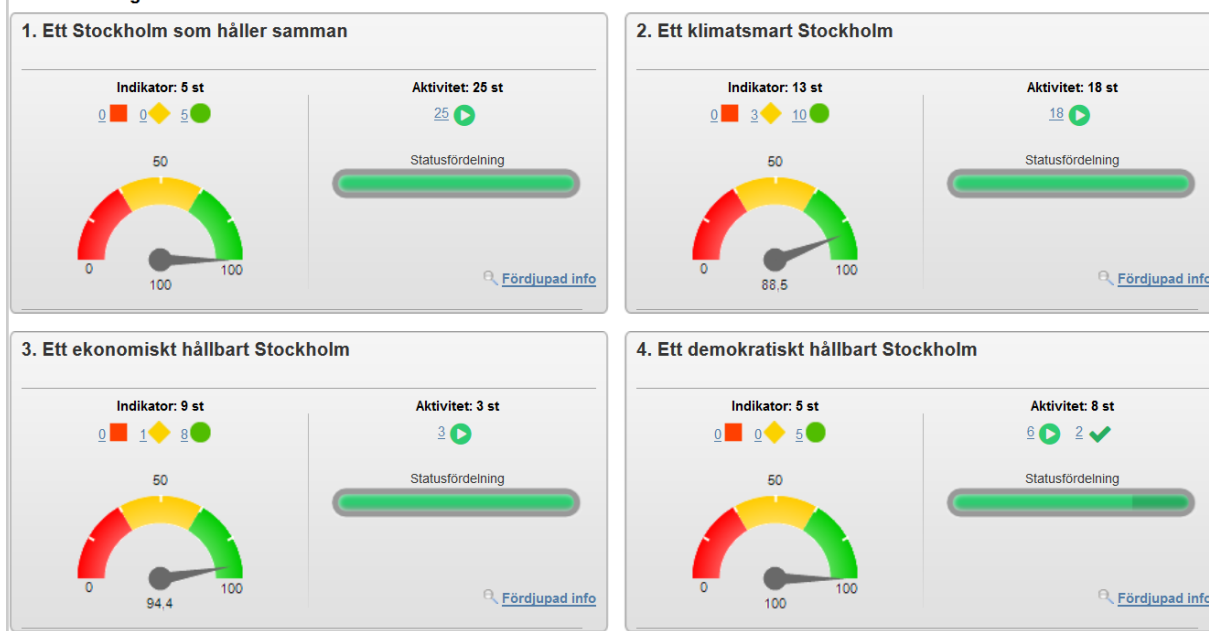 1. Ett Stockholm som håller samman
Indikator: 5 st
Aktivitet: 25 st
0 0 5
25
50
Statusfördelning
0
100
100
Fördjupad info
2. Ett klimatsmart Stockholm
Indikator: 13 st
Aktivitet: 18 st
0 3 10
18
50
Statusfördelning
0
100
88,5
Fördjupad info
3. Ett ekonomiskt hållbart Stockholm
Indikator: 9 st
Aktivitet: 3 st
0 1 8
3
50
Statusfördelning
0
100
94,4
Fördjupad info
4. Ett demokratiskt hållbart Stockholm
Indikator: 5 st
Aktivitet: 8 st
0 0 5
6 2
50
Statusfördelning
0
100
100
Fördjupad info